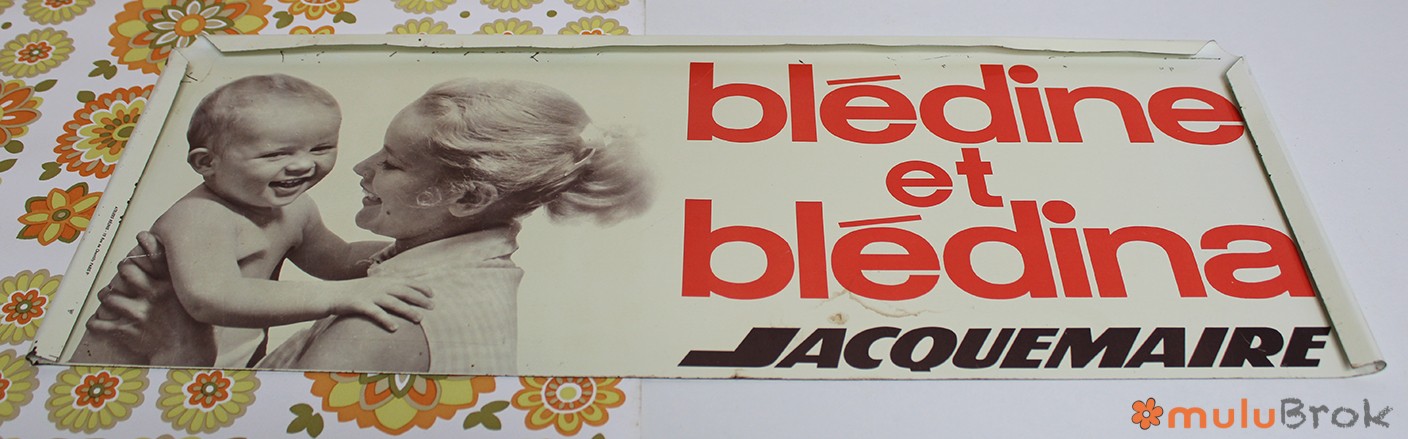 blédine
et
blédina
JACQUEMAIRE
muluBrok